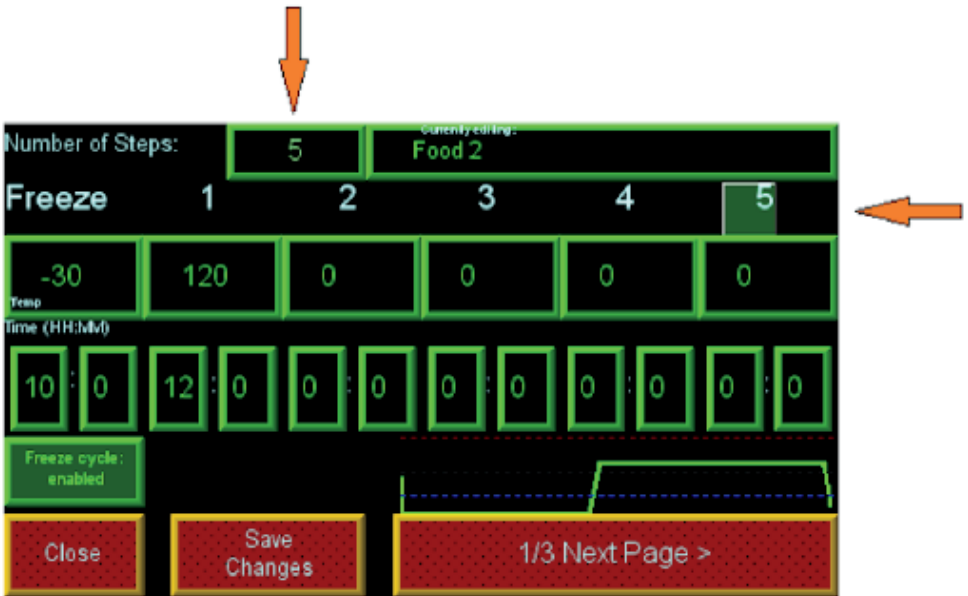 Number of Steps: 5 Currently editing: Food 2
Freeze 1 2 3 4 5
-30 120 0 0 0 0
Temp
Time (HH:MM)
10 : 0 12 : 0 0 : 0 0 : 0 0 : 0 0 : 0
Freeze cycle:
enabled
Close
Save
Changes
1/3 Next Page >